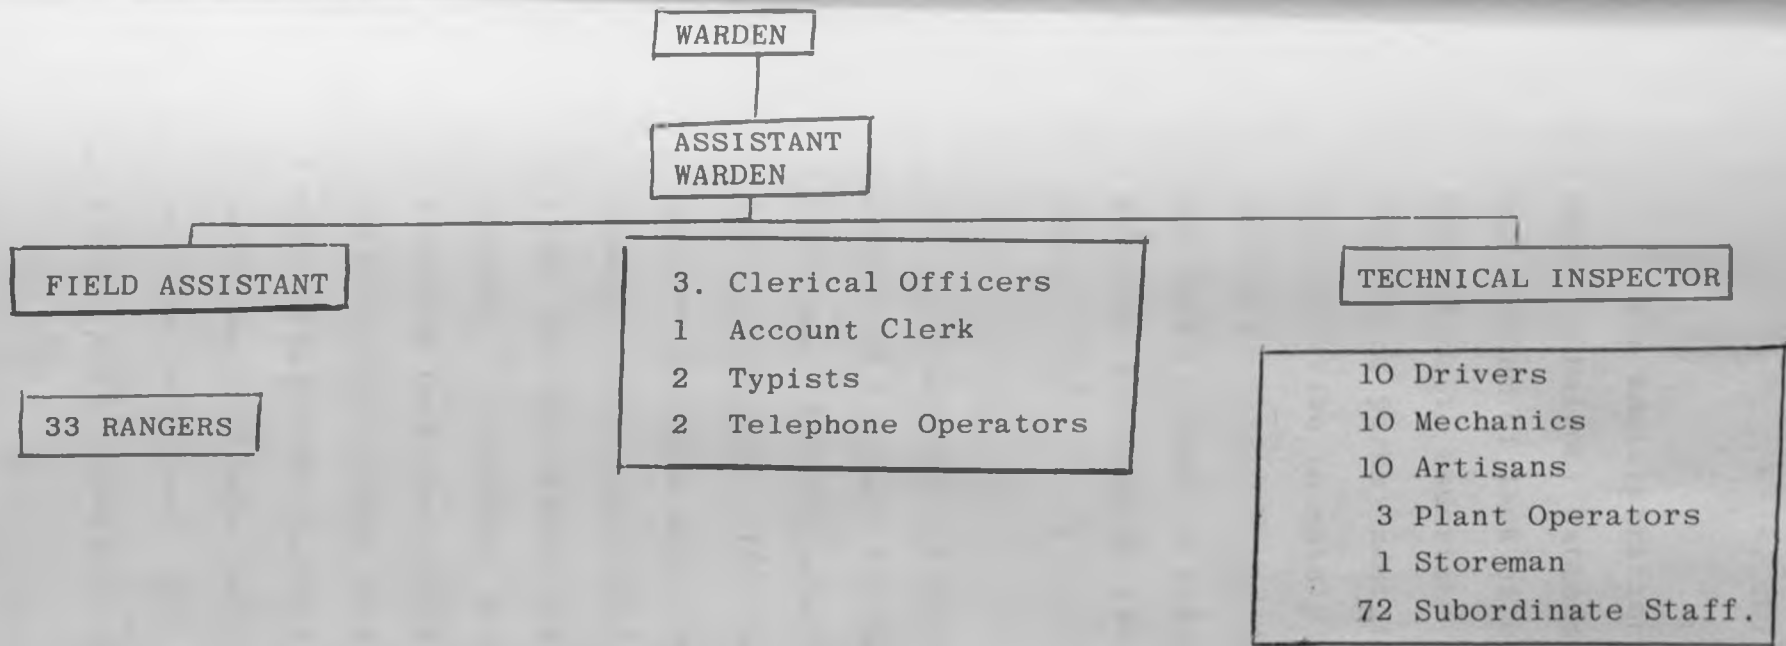 WARDEN
ASSISTANT
WARDEN
FIELD ASSISTANT
33 RANGERS
3. Clerical Officers
1 Account Clerk
2 Typists
2 Telephone Operators
TECHNICAL INSPECTOR
10 Drivers
10 Mechanics
10 Artisans
3 Plant Operators
1 Storeman
72 Subordinate Staff.